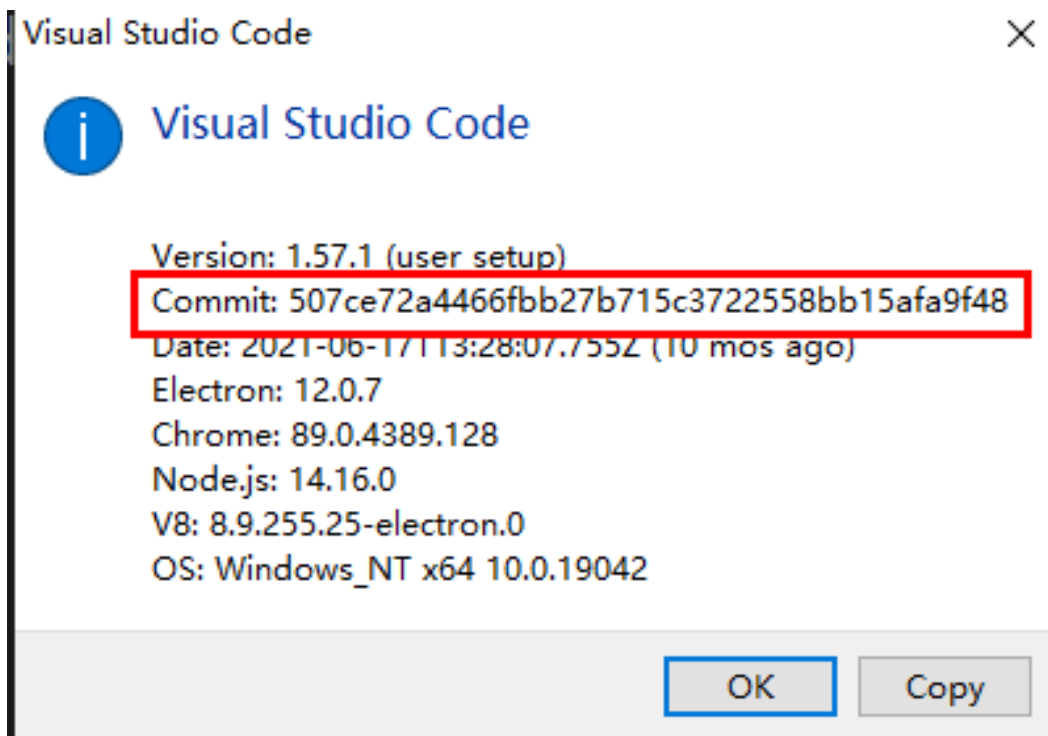 Visual Studio Code
Visual Studio Code
Version: 1.57.1 (user setup)
Commit: 507ce72a4466fbb27b715c3722558bb15afa9f48
Date: 2021-06-17T13:28:07.755Z (10 mos ago)
Electron: 12.0.7
Chrome: 89.0.4389.128
Node.js: 14.16.0
V8: 8.9.255.25-electron.0
OS: Windows_NT x64 10.0.19042
OK Copy